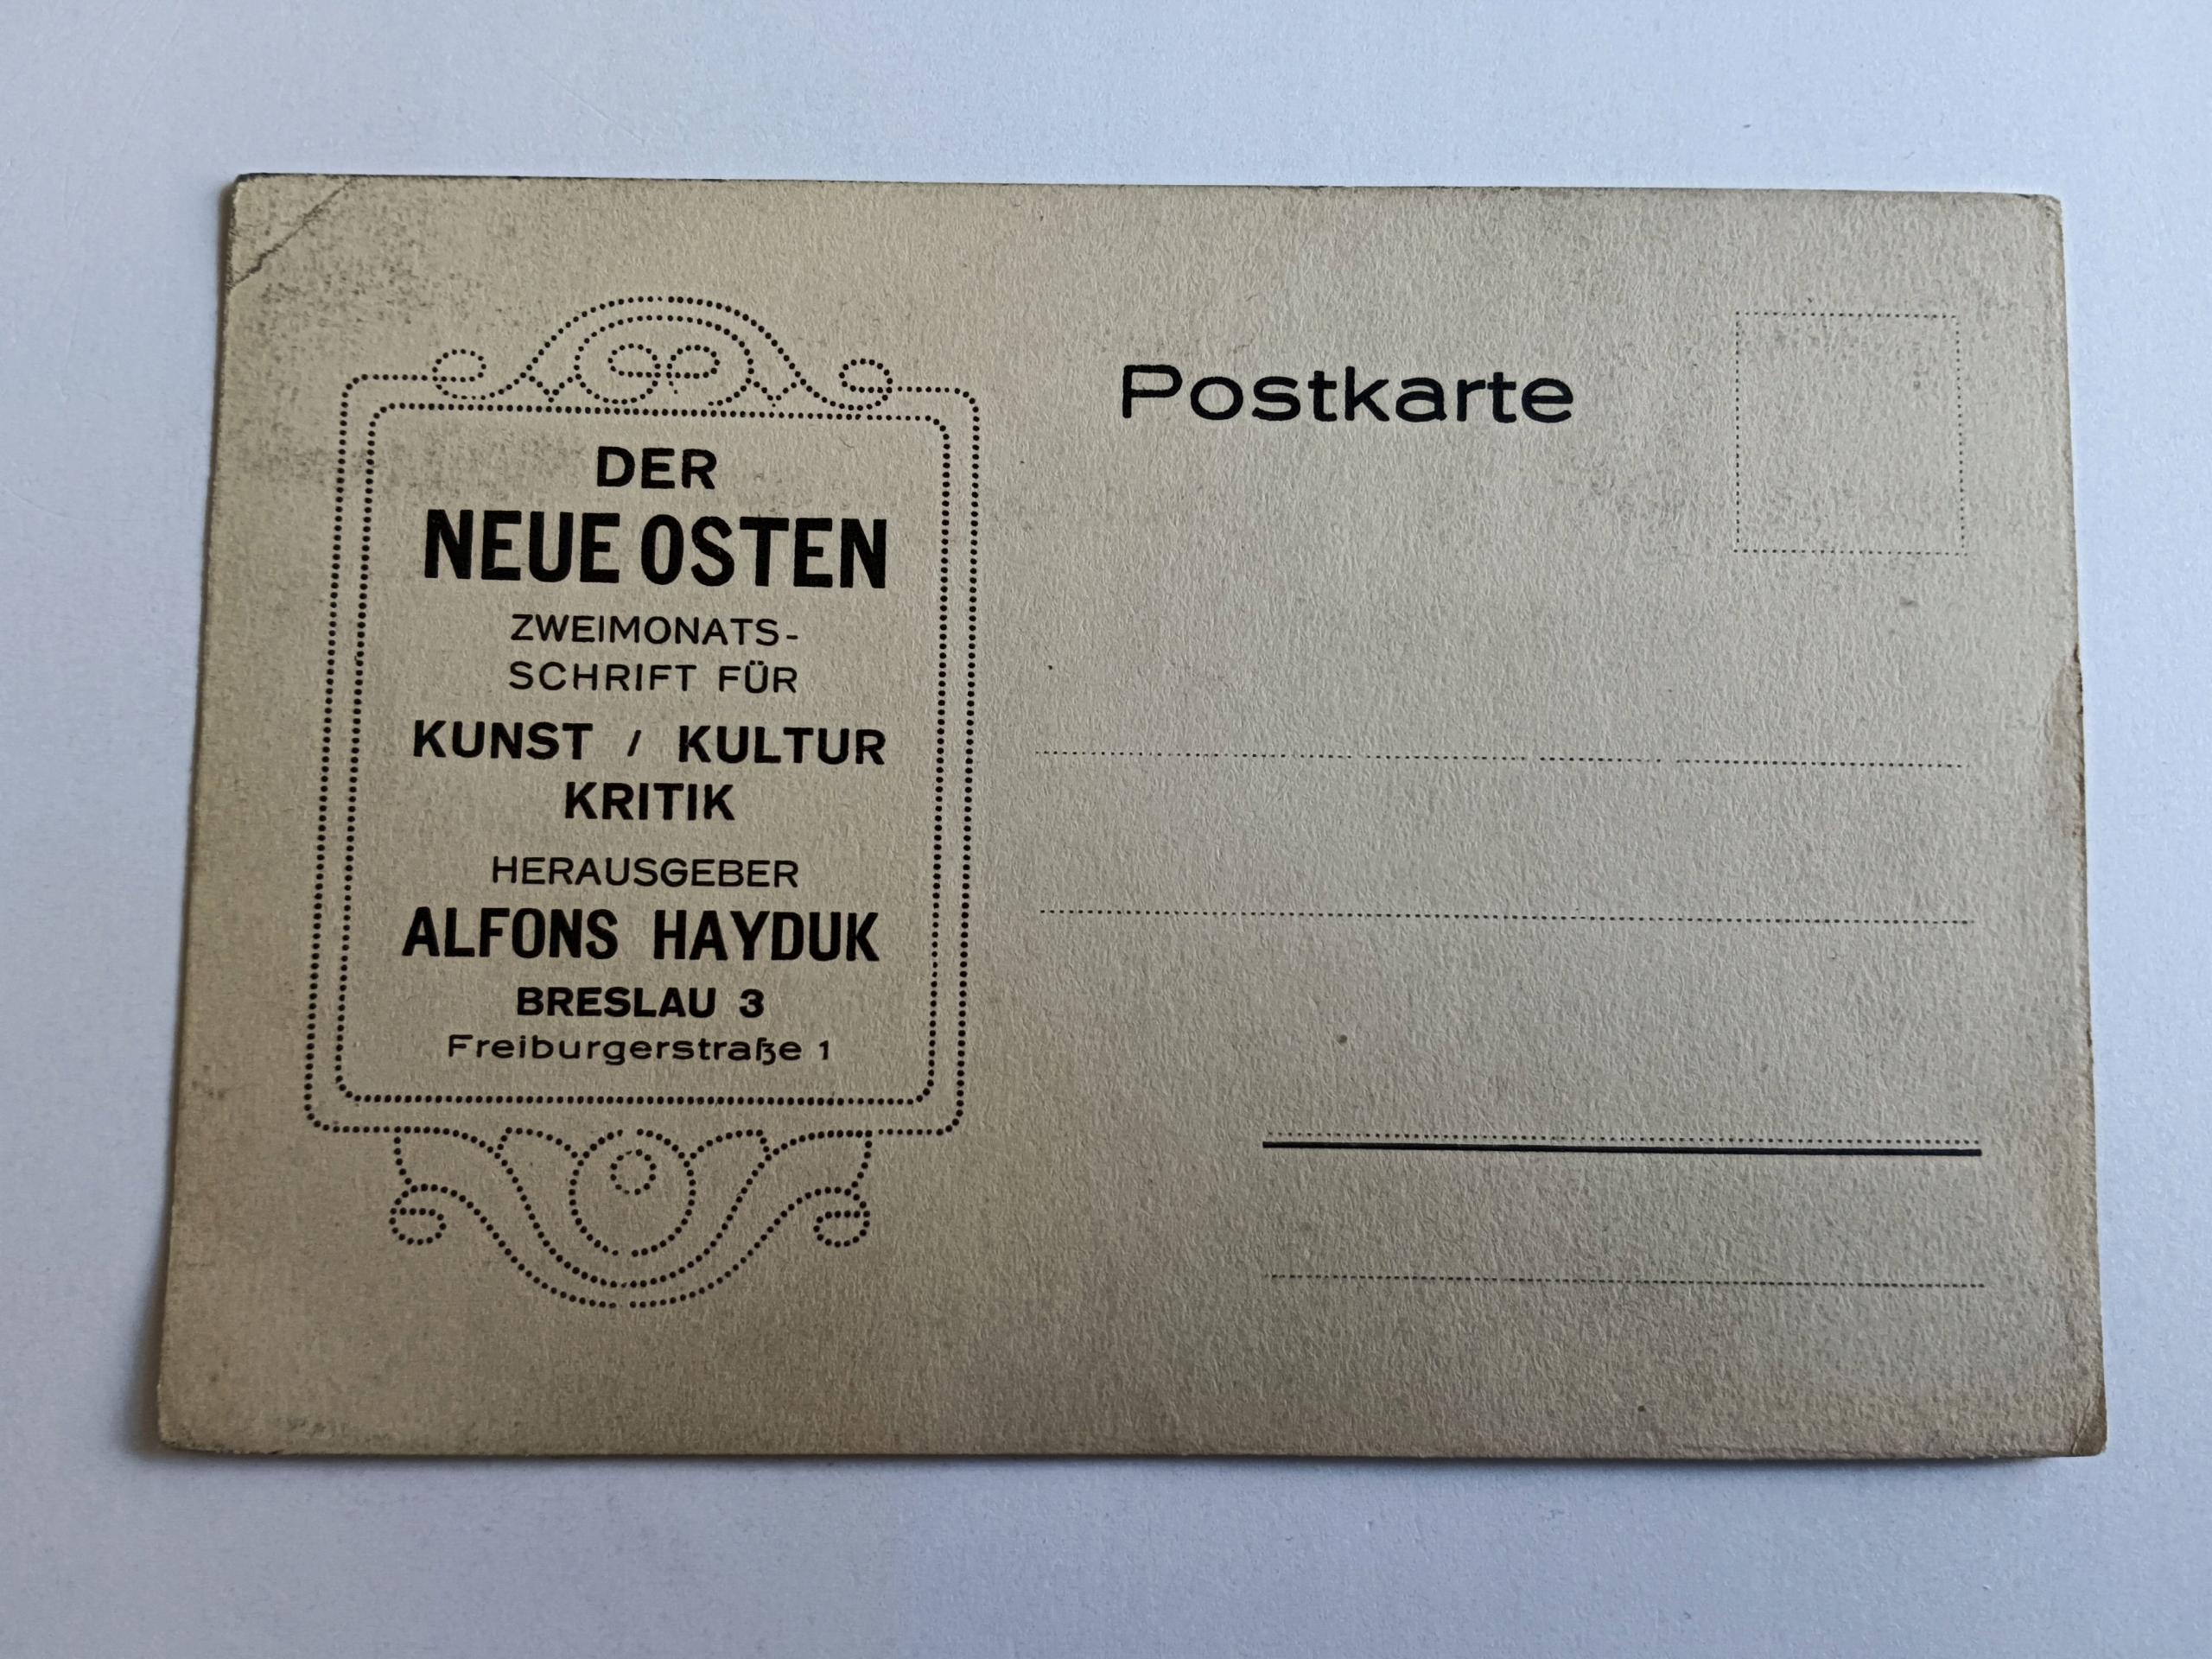 DER
NEUE OSTEN
ZWEIMONATS-
SCHRIFT FÜR
KUNST / KULTUR
KRITIK
HERAUSGEBER
ALFONS HAYDUK
BRESLAU 3
Freiburgerstraße 1
Postkarte